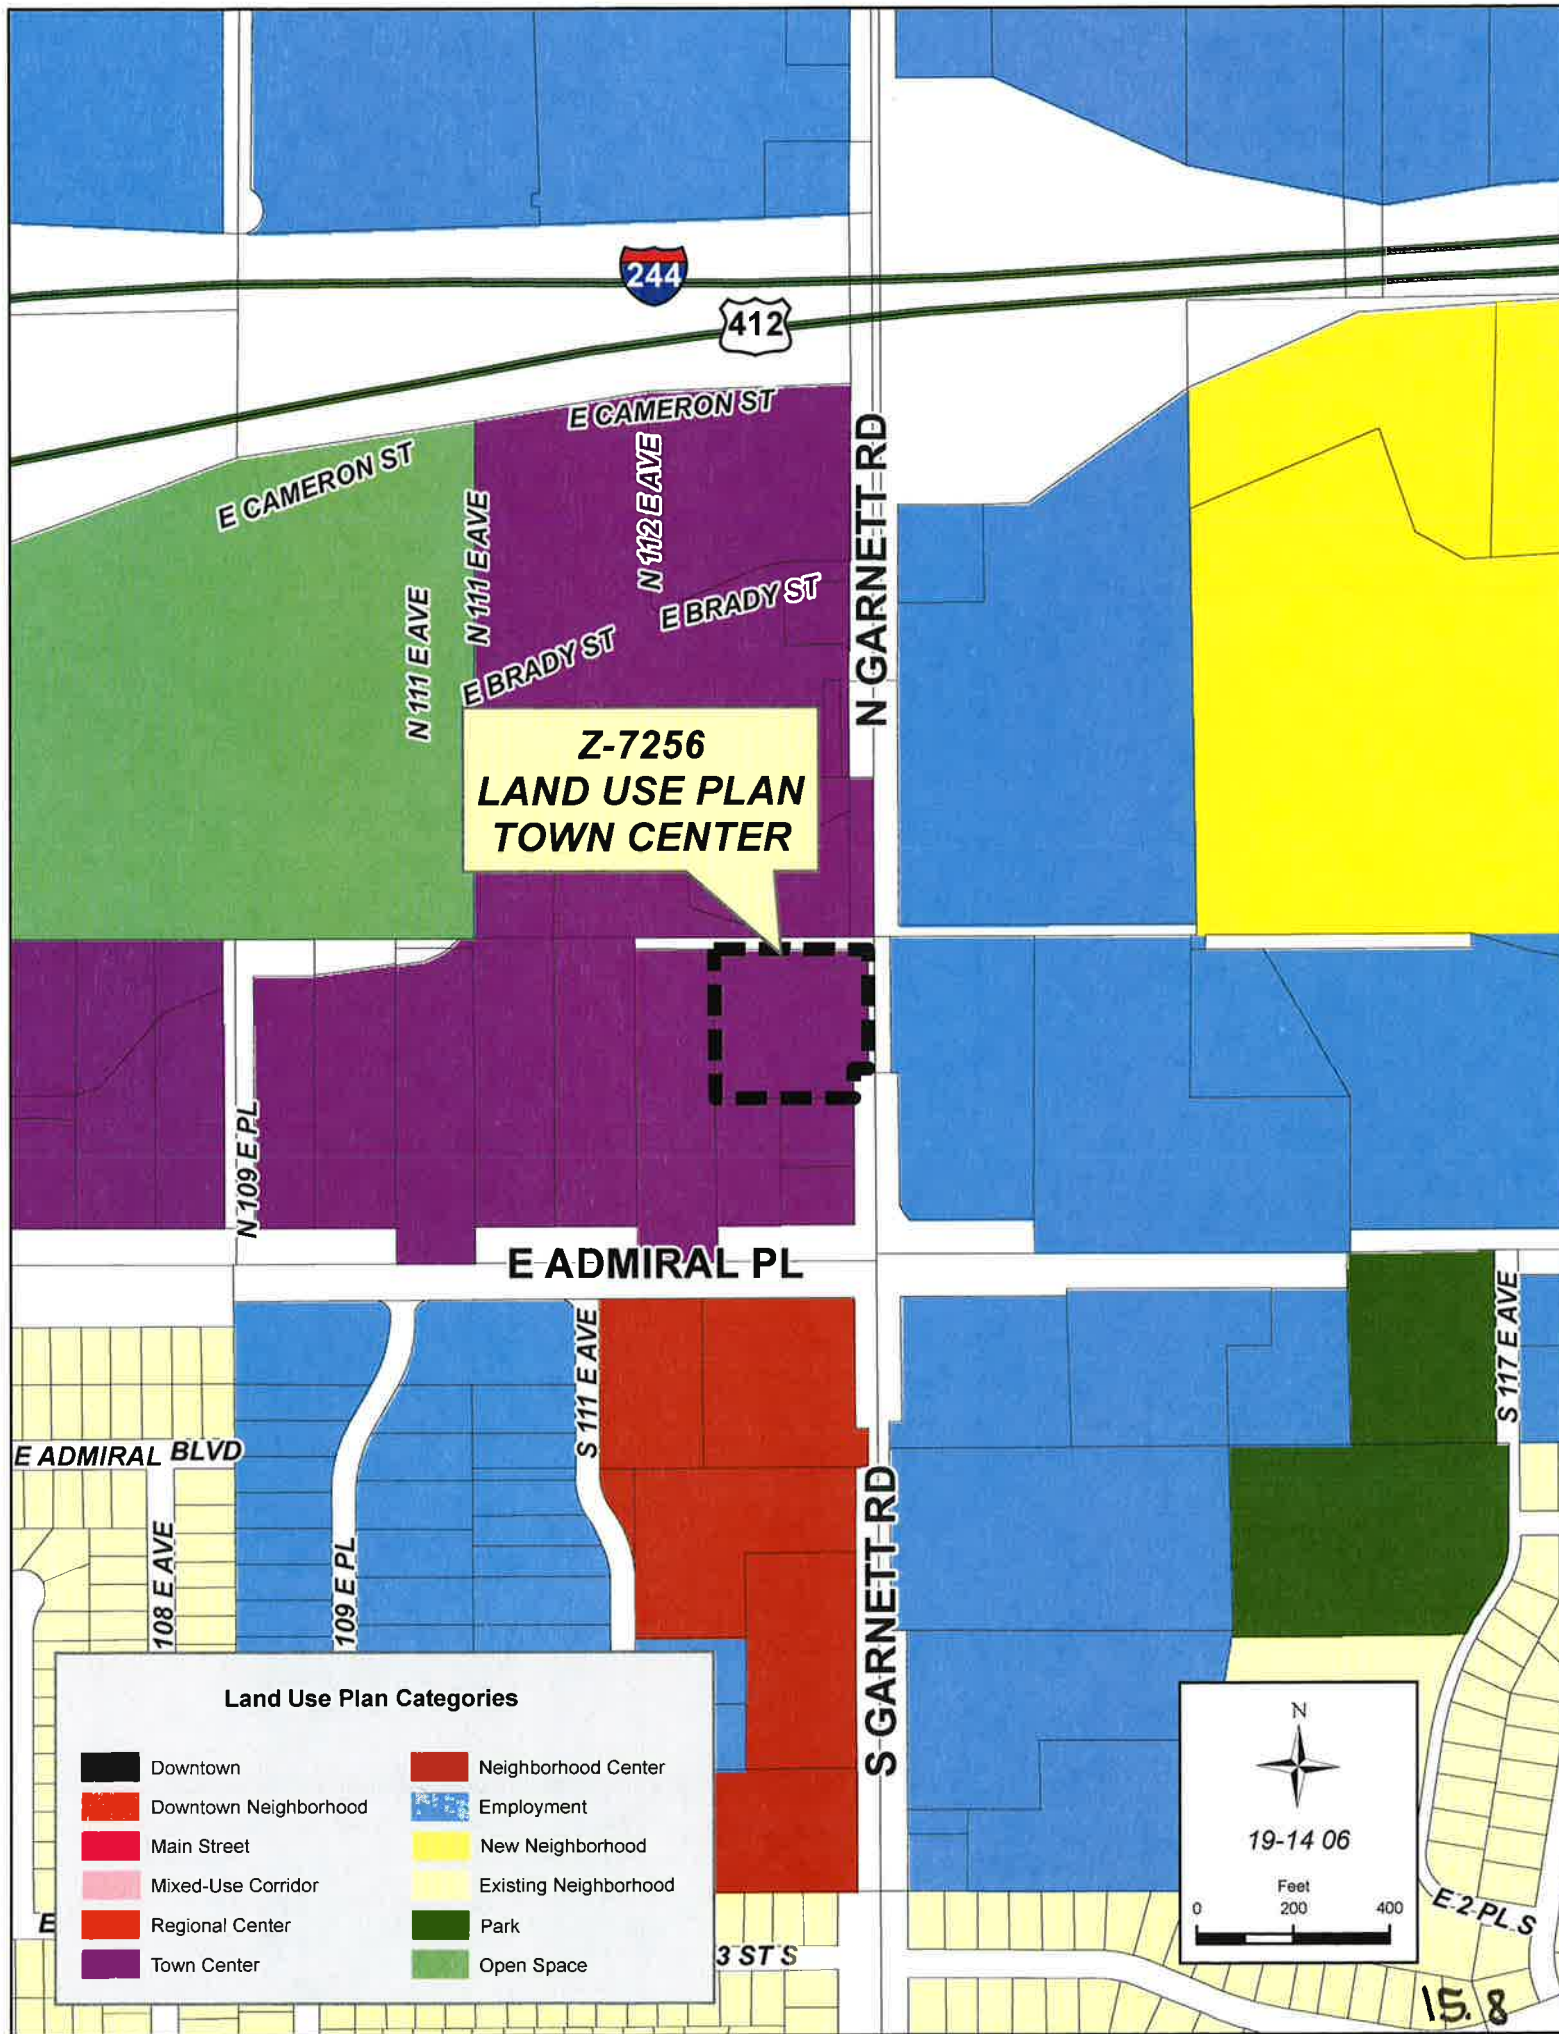 244
412
E CAMERON ST
E CAMERON ST
N 112 E AVE
N GARNETT RD
N 111 E AVE
N 111 E AVE
E BRADY ST
E BRADY ST
Z-7256
LAND USE PLAN
TOWN CENTER
N 109 E PL
E ADMIRAL PL
S 111 E AVE
S 117 E AVE
E ADMIRAL BLVD
108 E AVE
109 E PL
S GARNETT RD
Land Use Plan Categories
Downtown
Downtown Neighborhood
Main Street
Mixed-Use Corridor
Regional Center
Town Center
Neighborhood Center
Employment
New Neighborhood
Existing Neighborhood
Park
Open Space
N
19-14 06
Feet
0 200 400
E 2 PL S
E
3 ST S
15.8